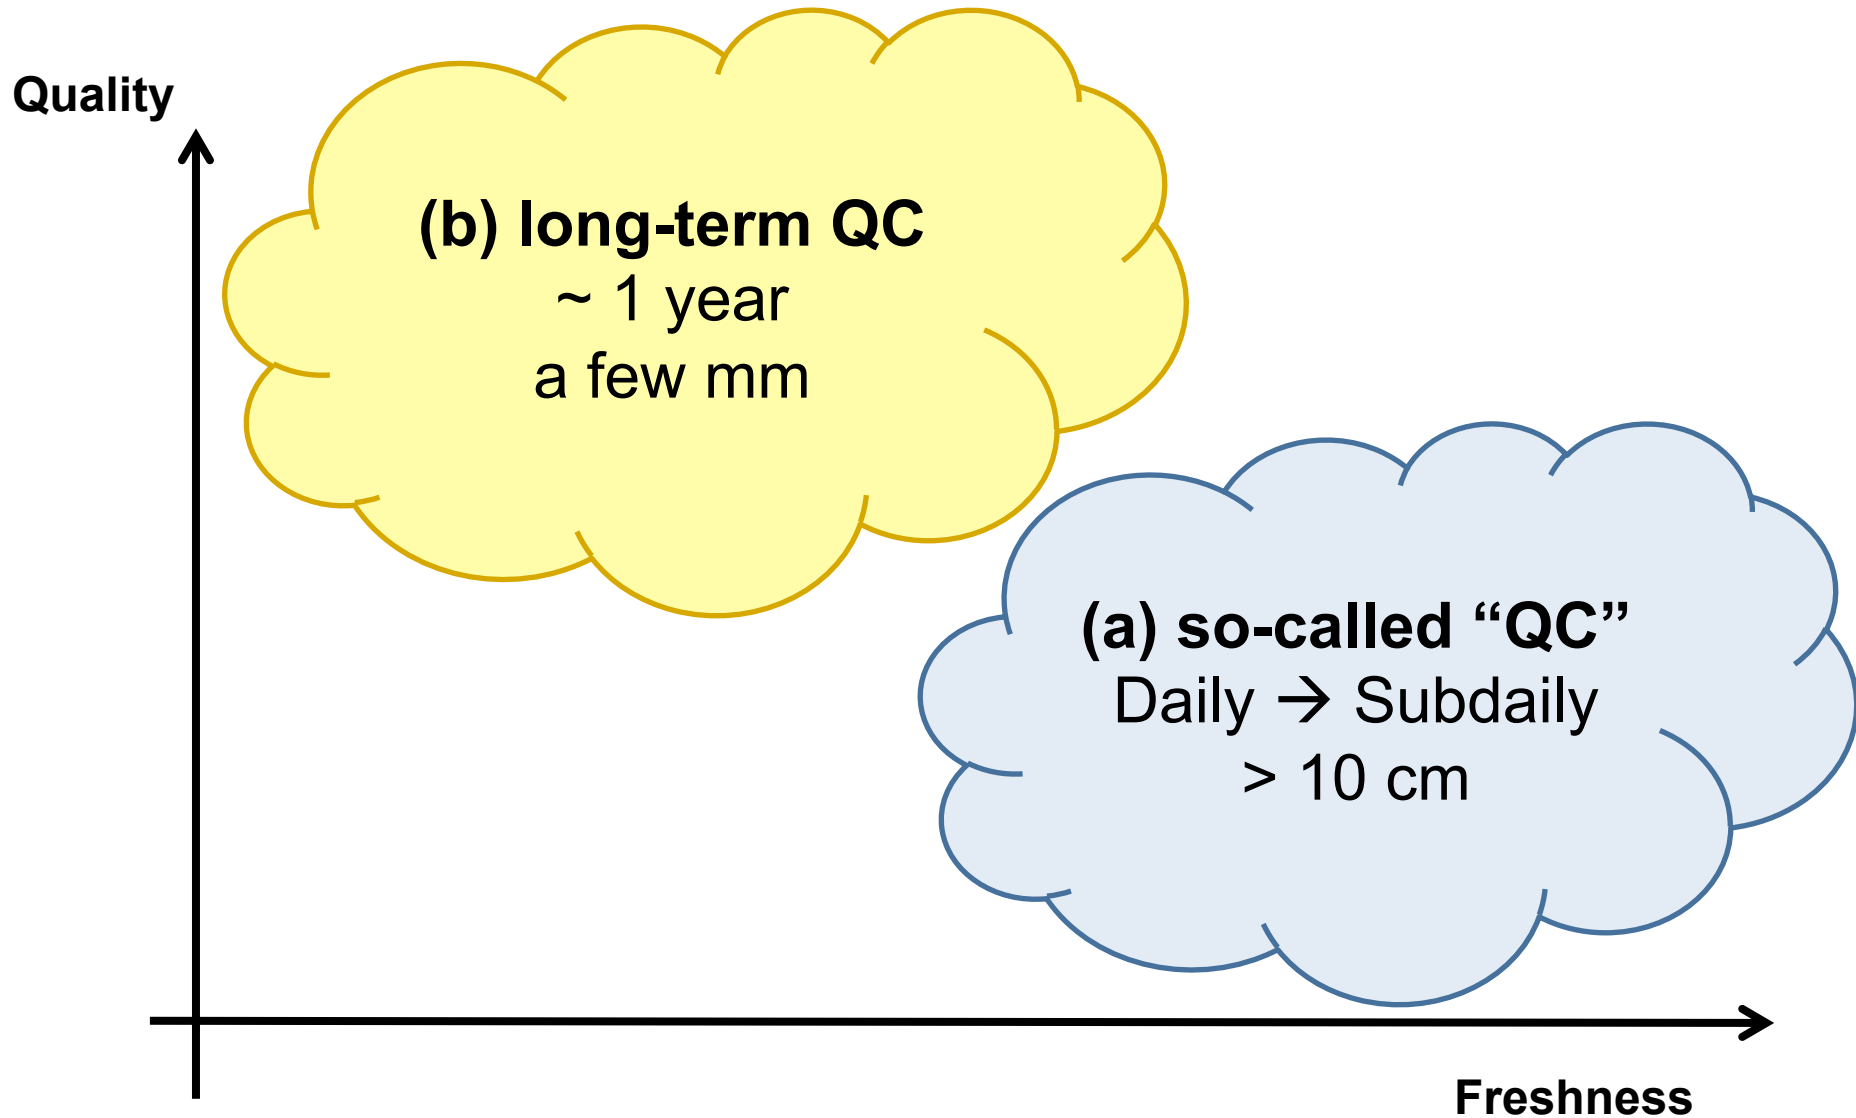 Quality
(b) long-term QC
~ 1 year
a few mm
(a) so-called “QC”
Daily → Subdaily
> 10 cm
Freshness